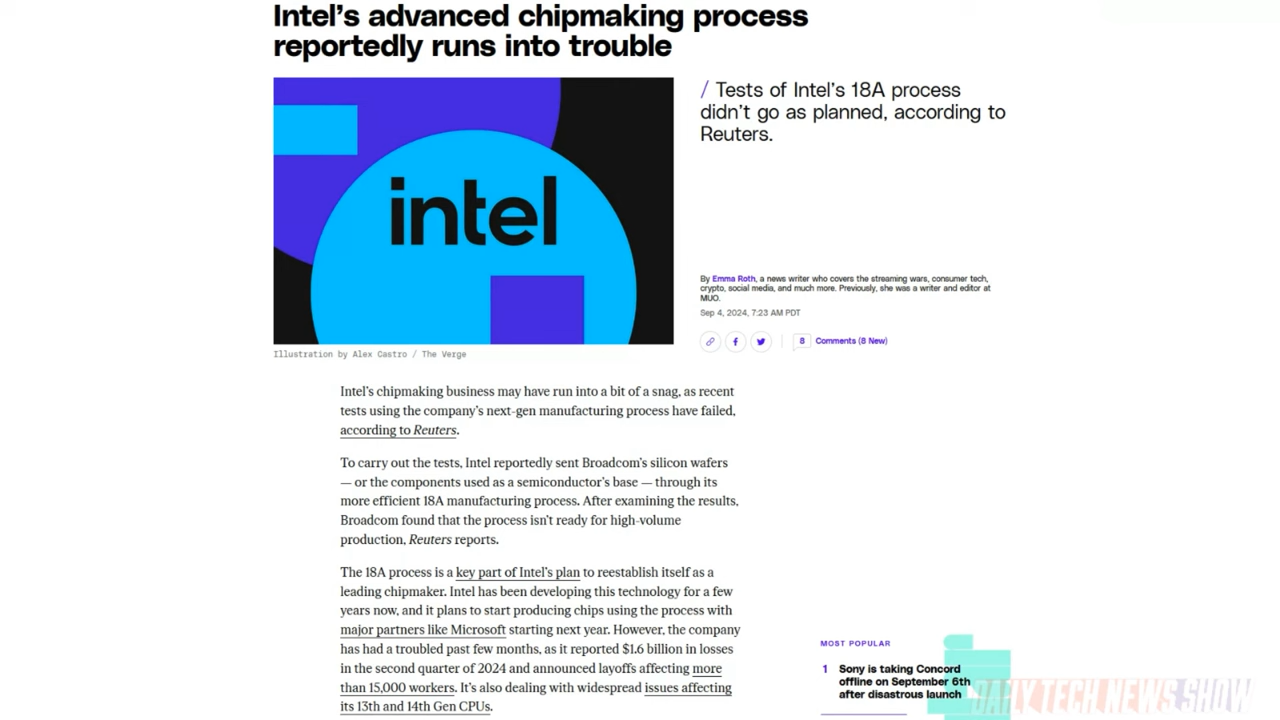 Intel's advanced chipmaking process
reportedly runs into trouble
intel
Illustration by Alex Castro / The Verge
/ Tests of Intel's 18A process
didn't go as planned, according to
Reuters.
By Emma Roth, a news writer who covers the streaming wars, consumer tech,
crypto, social media, and much more. Previously, she was a writer and editor at
MUO.
Sep 4, 2024, 7:23 AM PDT
8 Comments (8 New)
Intel's chipmaking business may have run into a bit of a snag, as recent
tests using the company's next-gen manufacturing process have failed,
according to Reuters.
To carry out the tests, Intel reportedly sent Broadcom's silicon wafers
— or the components used as a semiconductor's base — through its
more efficient 18A manufacturing process. After examining the results,
Broadcom found that the process isn't ready for high-volume
production, Reuters reports.
The 18A process is a key part of Intel's plan to reestablish itself as a
leading chipmaker. Intel has been developing this technology for a few
years now, and it plans to start producing chips using the process with
major partners like Microsoft starting next year. However, the company
has had a troubled past few months, as it reported $1.6 billion in losses
in the second quarter of 2024 and announced layoffs affecting more
than 15,000 workers. It's also dealing with widespread issues affecting
its 13th and 14th Gen CPUs.
MOST POPULAR
1 Sony is taking Concord
offline on September 6th
after disastrous launch
DAILY TECH NEWS SHOW